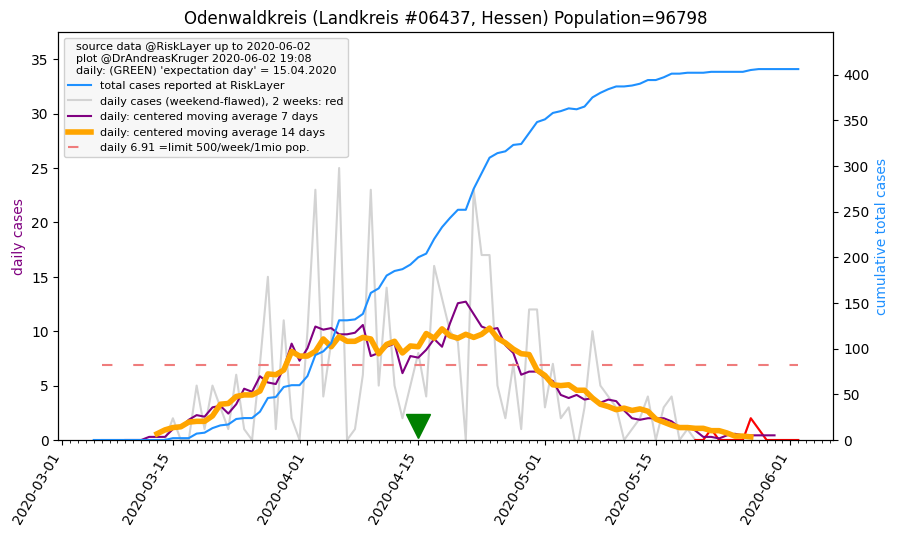 Odenwaldkreis (Landkreis #06437, Hessen) Population=96798
source data @RiskLayer up to 2020-06-02
plot @DrAndreasKruger 2020-06-02 19:08
daily: (GREEN) 'expectation day' = 15.04.2020
total cases reported at RiskLayer
daily cases (weekend-flawed), 2 weeks: red
daily: centered moving average 7 days
daily: centered moving average 14 days
daily 6.91 =limit 500/week/1mio pop.
daily cases
35
30
25
20
15
10
5
0
cumulative total cases
400
350
300
250
200
150
100
50
0
2020-03-01
2020-03-15
2020-04-01
2020-04-15
2020-05-01
2020-05-15
2020-06-01